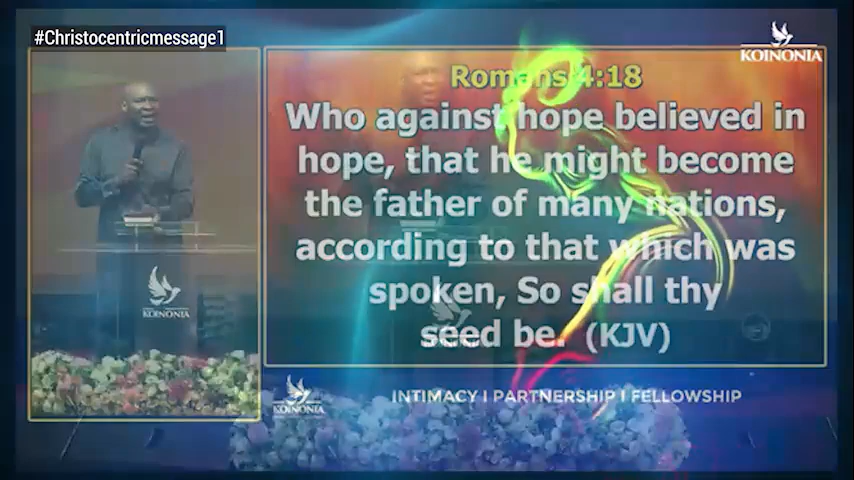 #Christocentricmessage1
KOINONIA
Romans 4:18
Who against hope believed in
hope, that he might become
the father of many nations,
according to that which was
spoken, So shall thy
seed be. (KJV)
KOINONIA
KOINONIA
INTIMACY I PARTNERSHIP I FELLOWSHIP